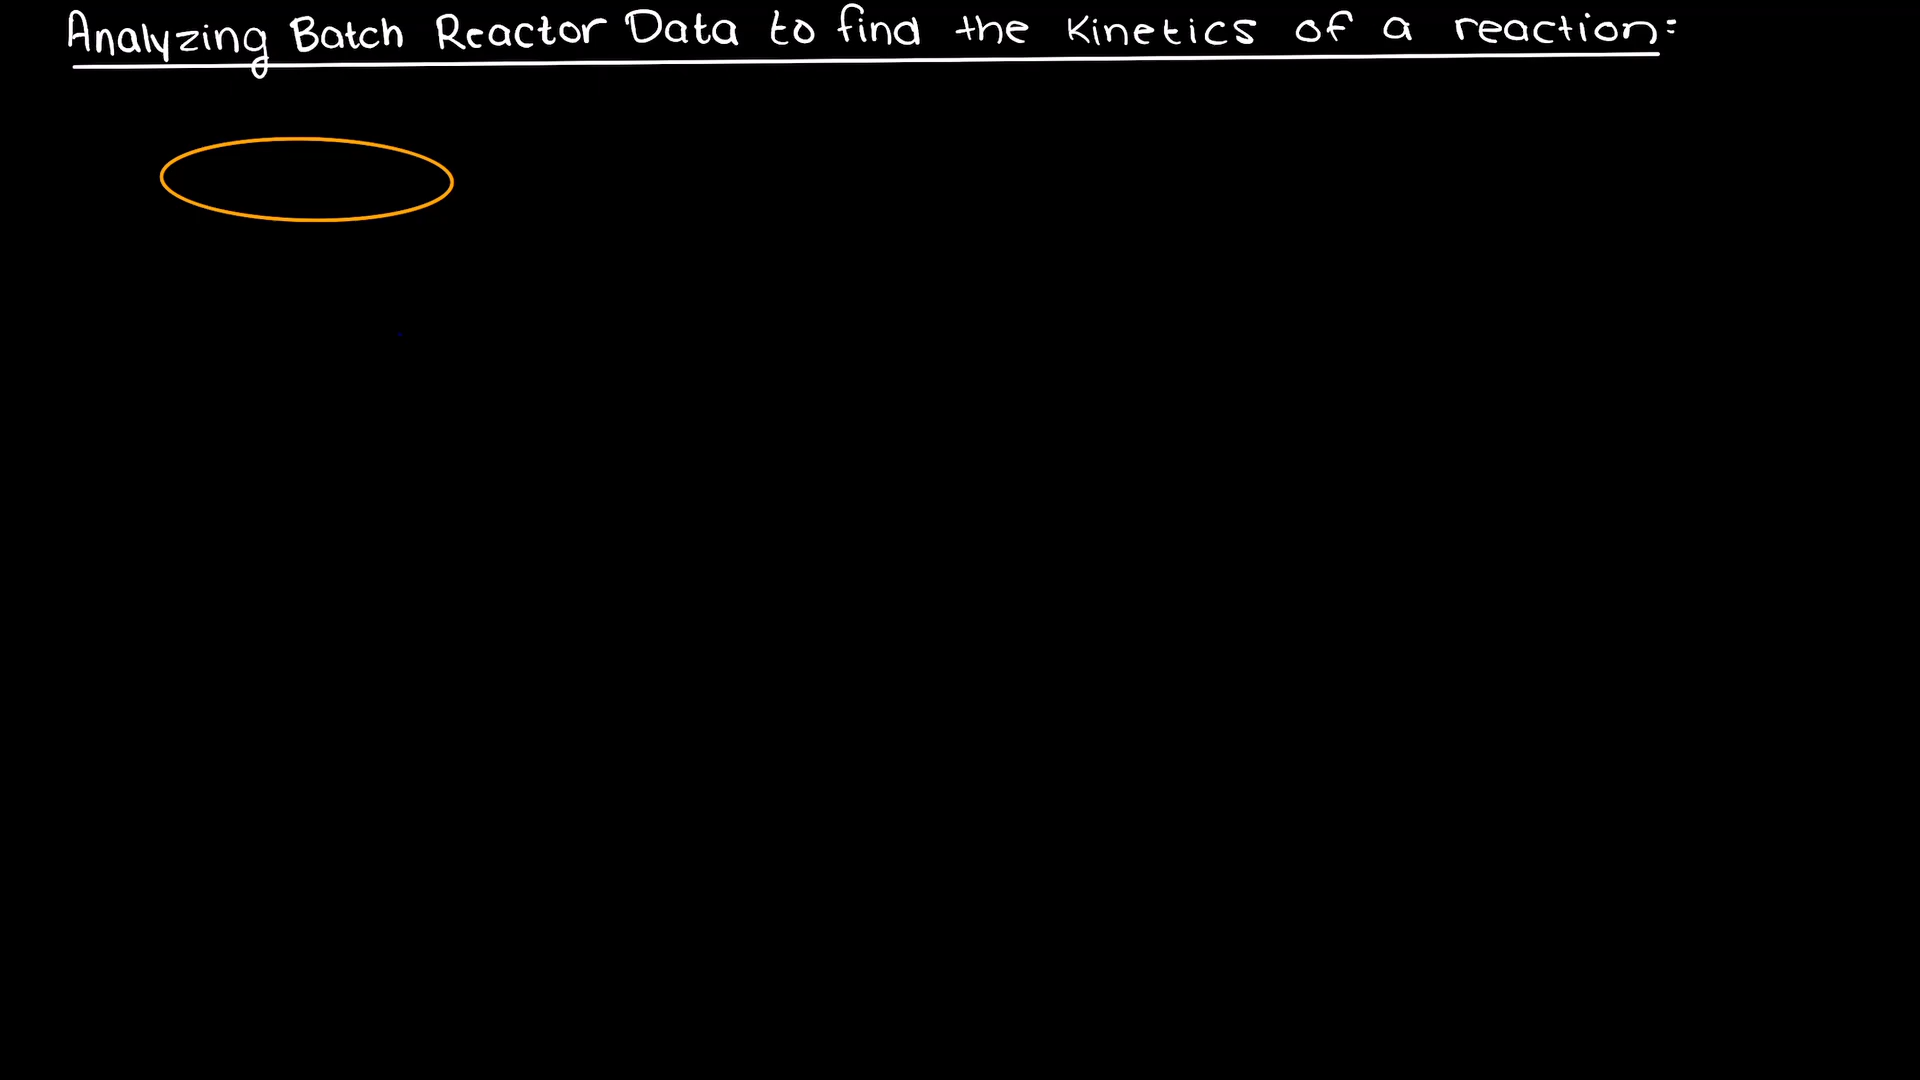 Analyzing Batch Reactor Data to find the Kinetics of a reaction: